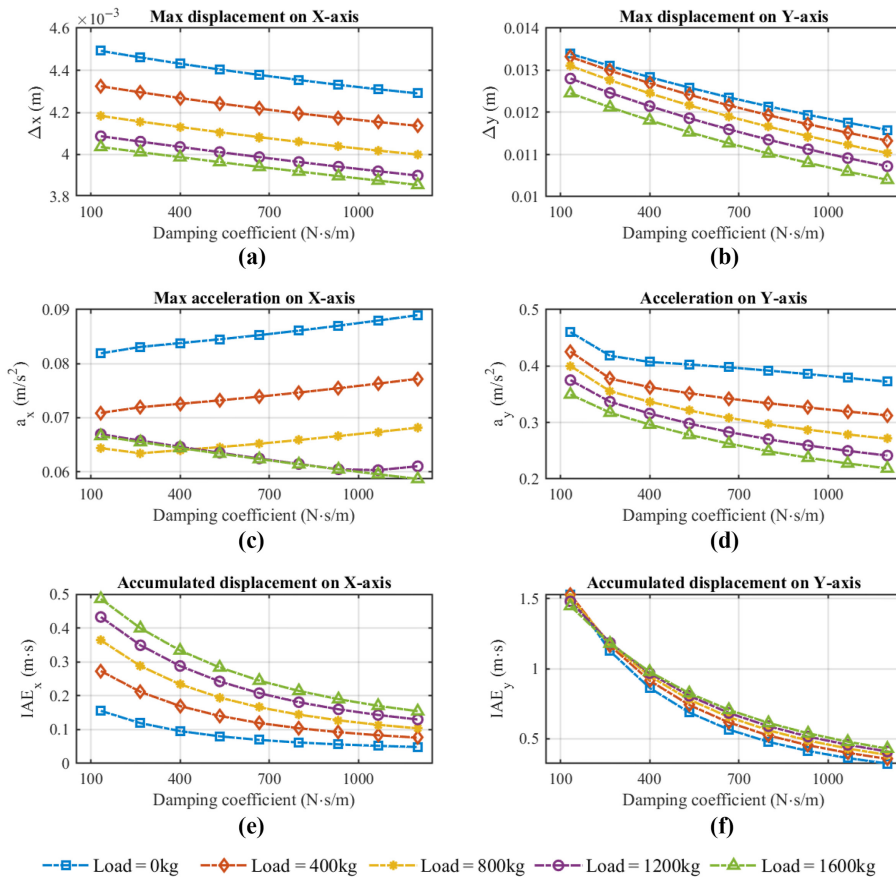 Max displacement on X-axis
×10⁻³
4.6
4.4
4.2
4
3.8
Δx (m)
100 400 700 1000
Damping coefficient (N·s/m)
(a)
Max displacement on Y-axis
0.014
0.013
0.012
0.011
0.01
Δy (m)
100 400 700 1000
Damping coefficient (N·s/m)
(b)
Max acceleration on X-axis
0.09
0.08
0.07
0.06
aₓ (m/s²)
100 400 700 1000
Damping coefficient (N·s/m)
(c)
Acceleration on Y-axis
0.5
0.4
0.3
0.2
a_y (m/s²)
100 400 700 1000
Damping coefficient (N·s/m)
(d)
Accumulated displacement on X-axis
0.5
0.4
0.3
0.2
0.1
0
IAEₓ (m·s)
100 400 700 1000
Damping coefficient (N·s/m)
(e)
Accumulated displacement on Y-axis
1.5
1
0.5
IAE_y (m·s)
100 400 700 1000
Damping coefficient (N·s/m)
(f)
Load = 0kg Load = 400kg Load = 800kg Load = 1200kg Load = 1600kg